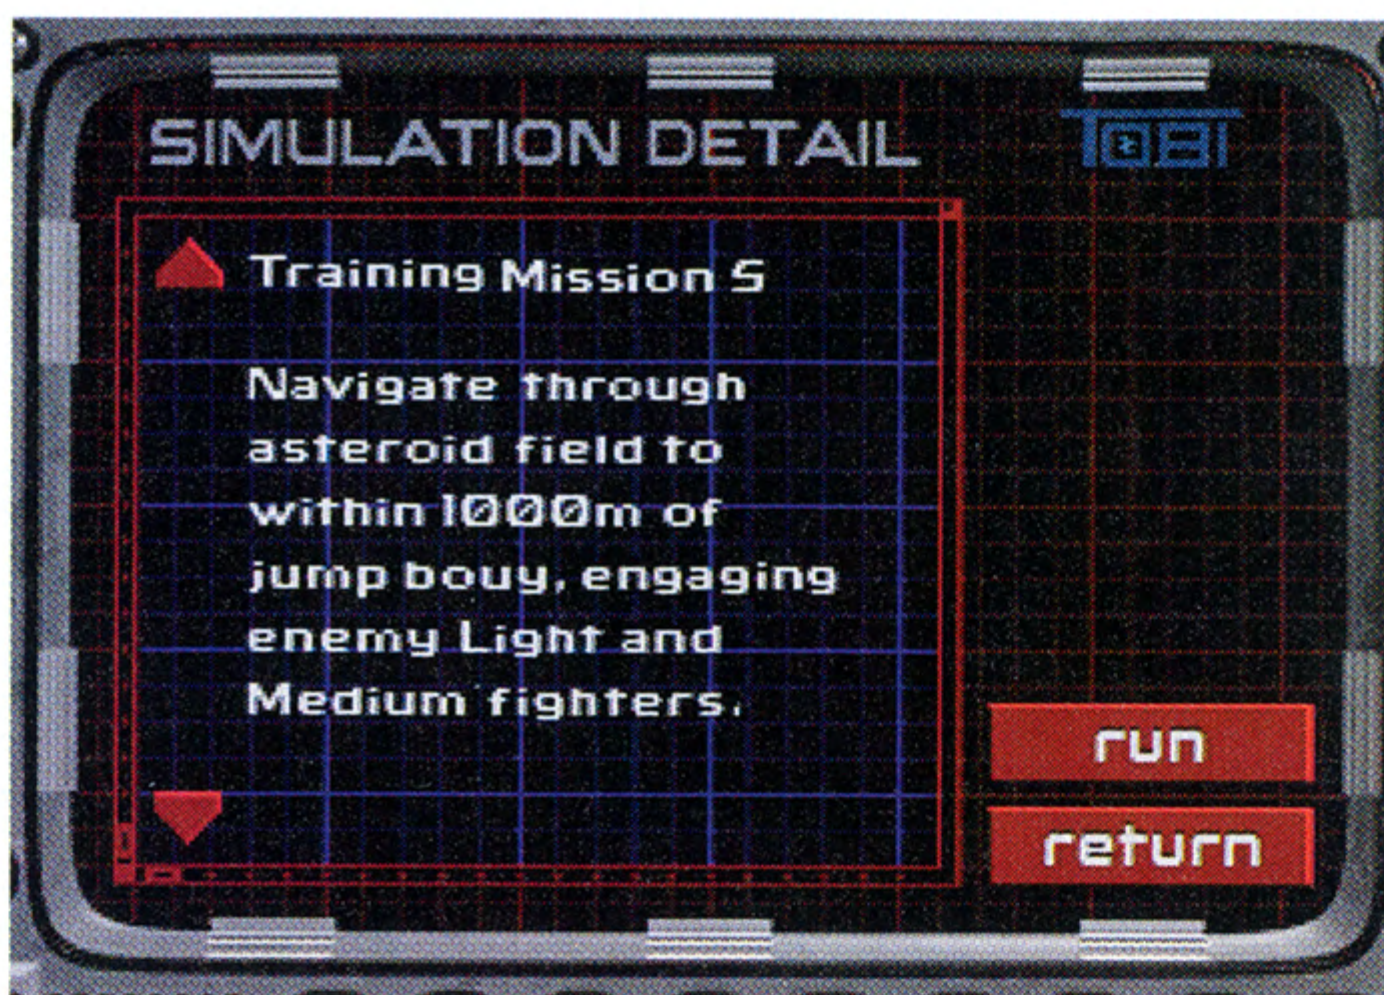 SIMULATION DETAIL
TOBI
Training Mission 5
Navigate through
asteroid field to
within 1000m of
jump bouy, engaging
enemy Light and
Medium fighters.
run
return